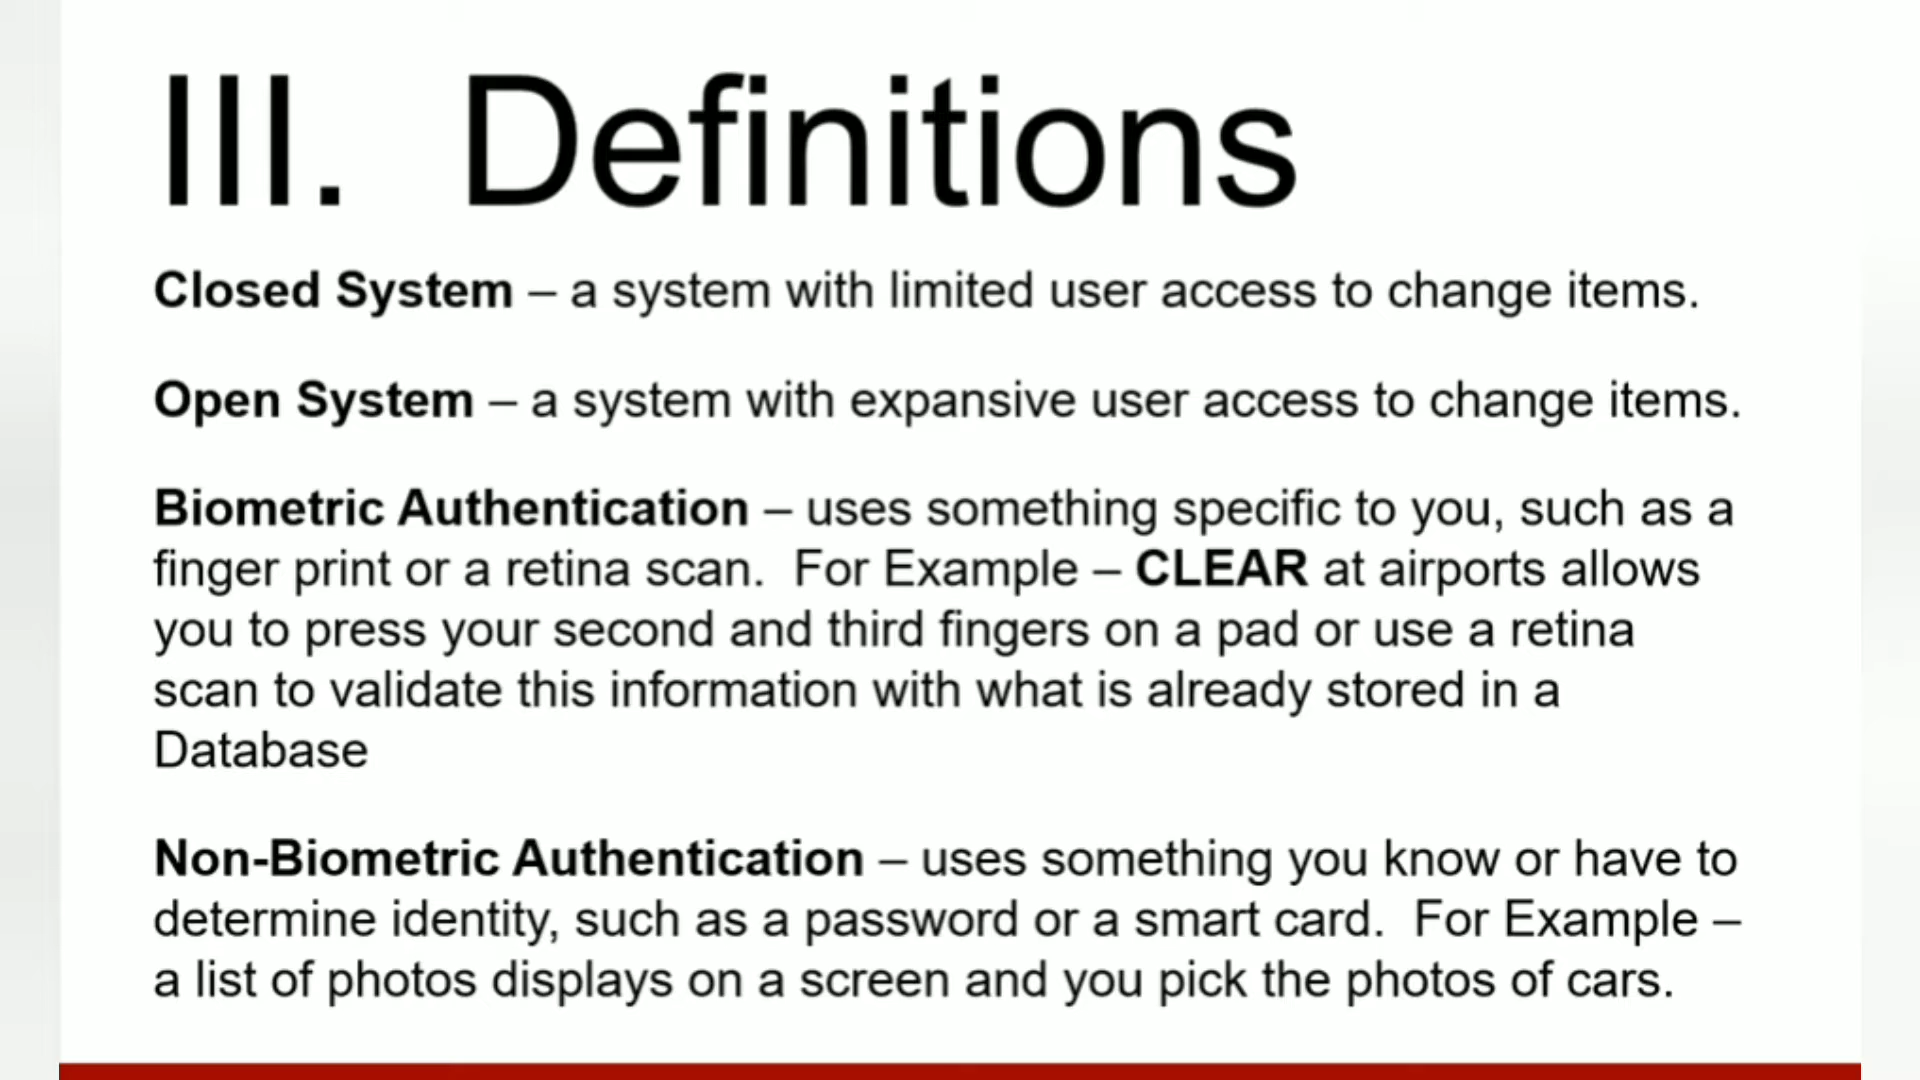 III.  Definitions
Closed System – a system with limited user access to change items.
Open System – a system with expansive user access to change items.
Biometric Authentication – uses something specific to you, such as a
finger print or a retina scan.  For Example – CLEAR at airports allows
you to press your second and third fingers on a pad or use a retina
scan to validate this information with what is already stored in a
Database
Non-Biometric Authentication – uses something you know or have to
determine identity, such as a password or a smart card.  For Example –
a list of photos displays on a screen and you pick the photos of cars.